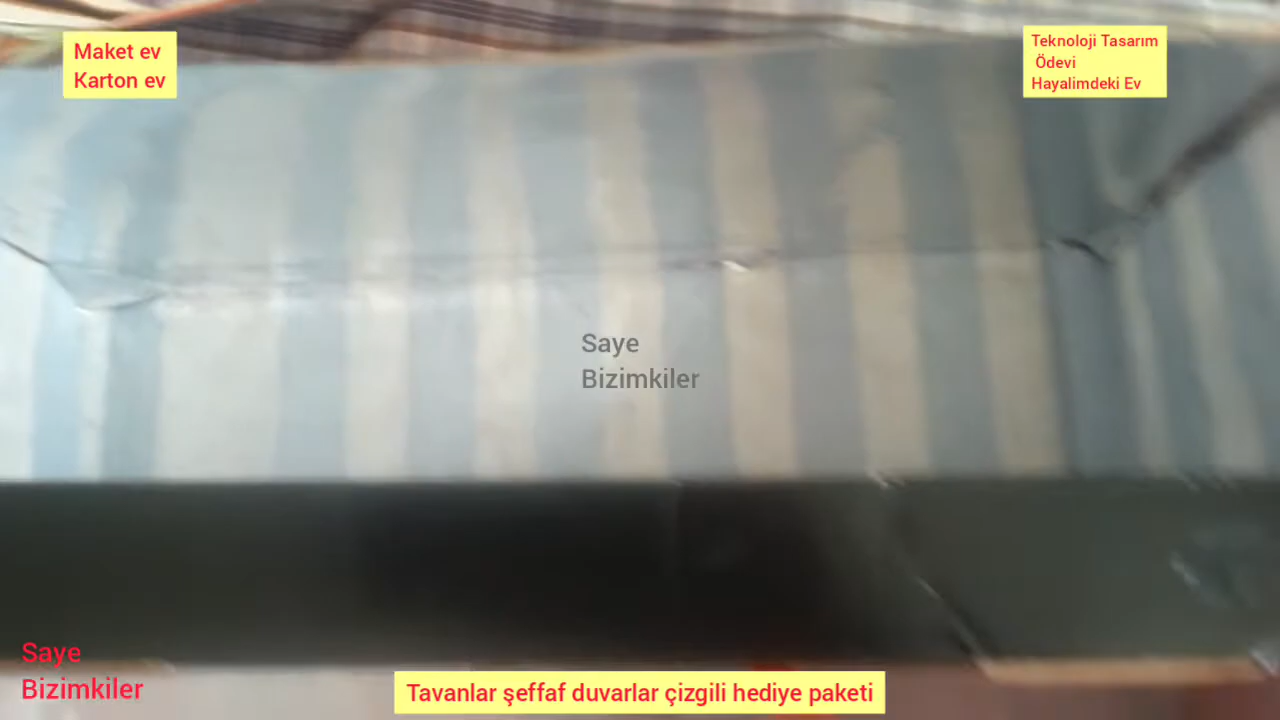 Maket ev
Karton ev
Teknoloji Tasarım
Ödevi
Hayalimdeki Ev
Saye
Bizimkiler
Saye
Bizimkiler
Tavanlar şeffaf duvarlar çizgili hediye paketi